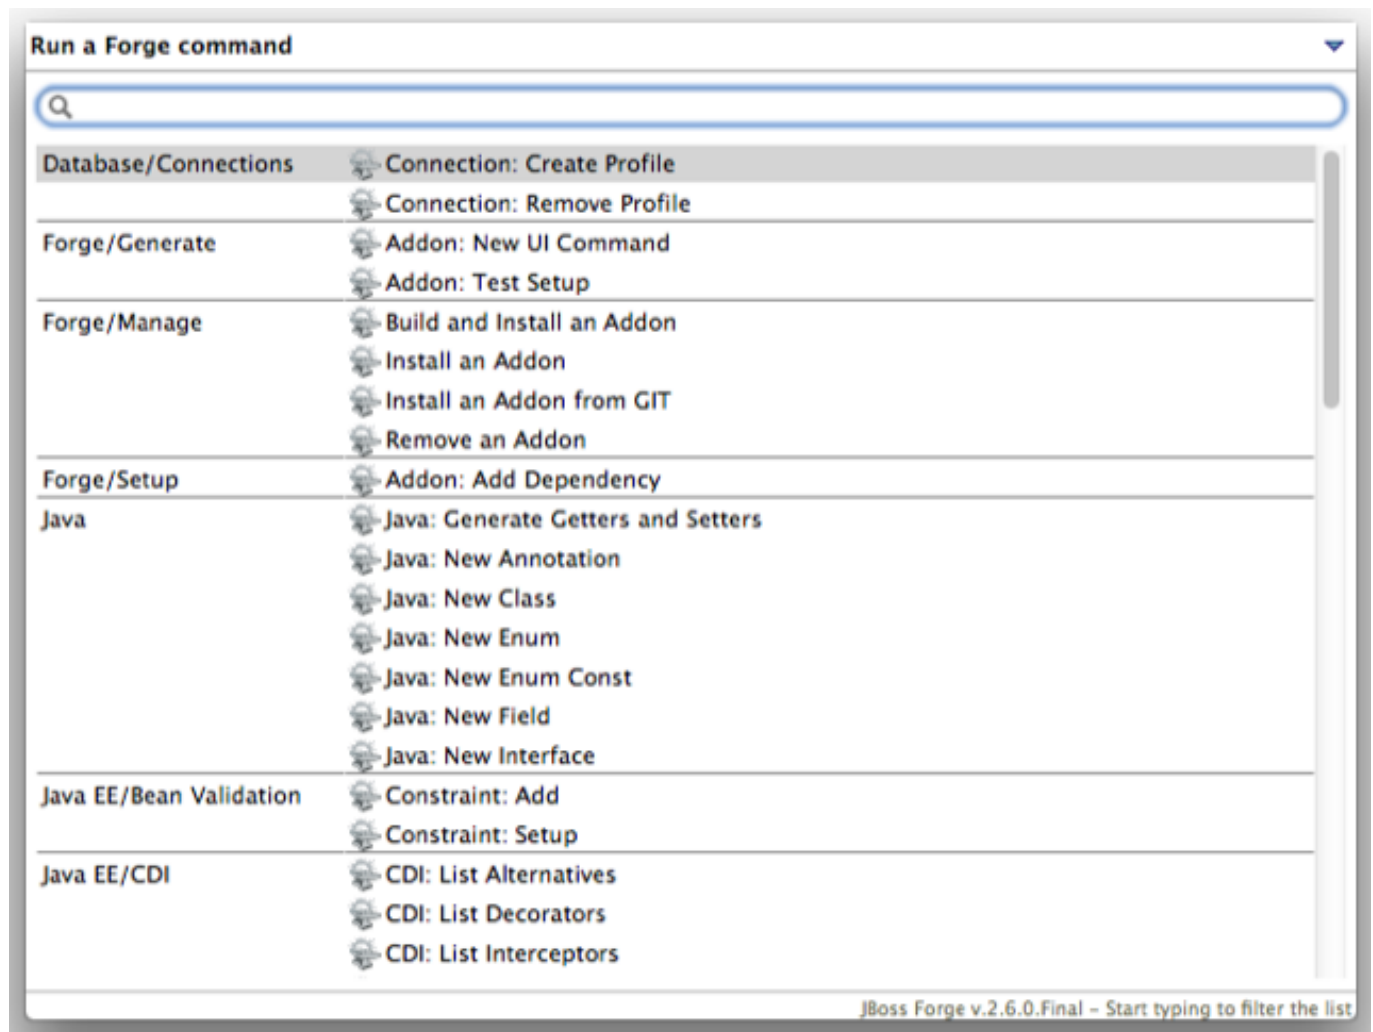 Run a Forge command
Database/Connections Connection: Create Profile
Connection: Remove Profile
Forge/Generate Addon: New UI Command
Addon: Test Setup
Forge/Manage Build and Install an Addon
Install an Addon
Install an Addon from GIT
Remove an Addon
Forge/Setup Addon: Add Dependency
Java Java: Generate Getters and Setters
Java: New Annotation
Java: New Class
Java: New Enum
Java: New Enum Const
Java: New Field
Java: New Interface
Java EE/Bean Validation Constraint: Add
Constraint: Setup
Java EE/CDI CDI: List Alternatives
CDI: List Decorators
CDI: List Interceptors
JBoss Forge v.2.6.0.Final – Start typing to filter the list